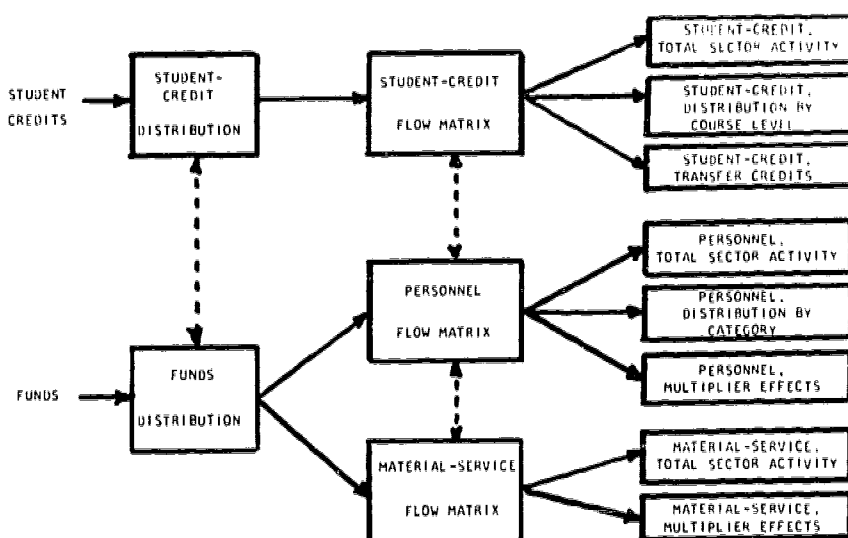 STUDENT
CREDITS
STUDENT-
CREDIT
DISTRIBUTION
STUDENT-CREDIT
FLOW MATRIX
STUDENT-CREDIT,
TOTAL SECTOR ACTIVITY
STUDENT-CREDIT,
DISTRIBUTION BY
COURSE LEVEL
STUDENT-CREDIT,
TRANSFER CREDITS
FUNDS
FUNDS
DISTRIBUTION
PERSONNEL
FLOW MATRIX
PERSONNEL,
TOTAL SECTOR ACTIVITY
PERSONNEL,
DISTRIBUTION BY
CATEGORY
PERSONNEL,
MULTIPLIER EFFECTS
MATERIAL-SERVICE
FLOW MATRIX
MATERIAL-SERVICE,
TOTAL SECTOR ACTIVITY
MATERIAL-SERVICE,
MULTIPLIER EFFECTS